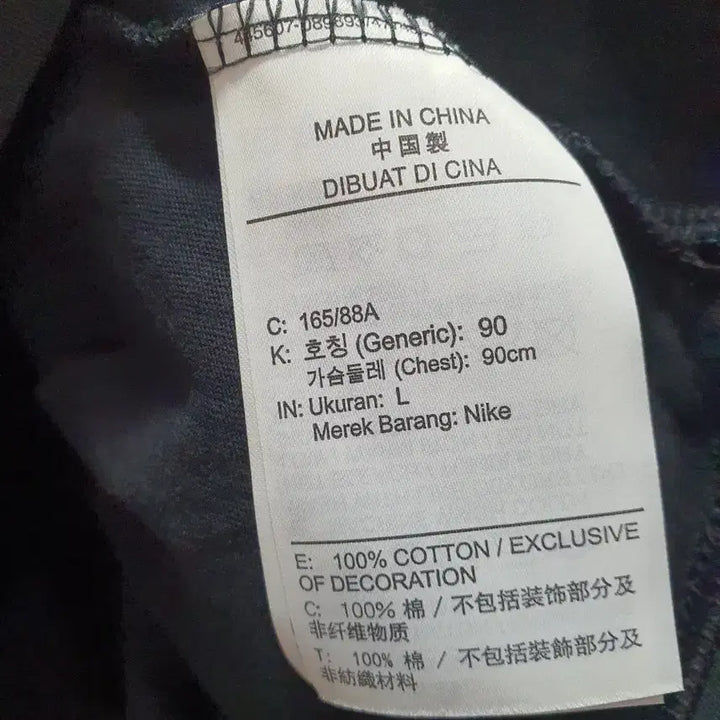 MADE IN CHINA
中国製
DIBUAT DI CINA
C: 165/88A
K: 호칭 (Generic): 90
가슴둘레 (Chest): 90cm
IN: Ukuran: L
Merek Barang: Nike
E: 100% COTTON / EXCLUSIVE
OF DECORATION
C: 100% 棉 / 不包括装饰部分及
非纤维物质
T: 100% 棉 / 不包括裝飾部分及
非紡織材料